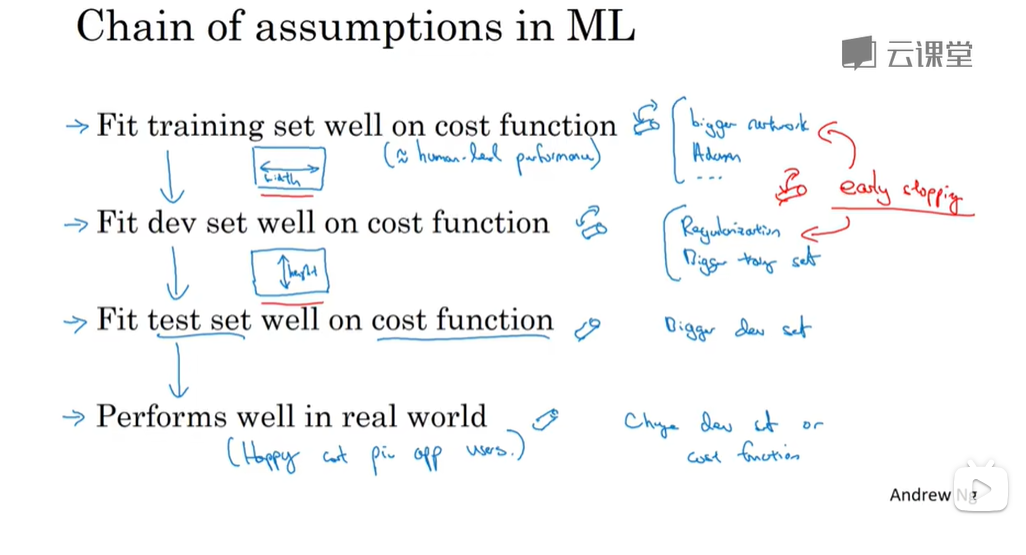 Chain of assumptions in ML
云课堂
→ Fit training set well on cost function
(≈ human-level performance)
bigger network
Adam
...
width
early stopping
→ Fit dev set well on cost function
Regularization
Bigger trag set
height
→ Fit test set well on cost function
Bigger dev set
→ Performs well in real world
(Happy cat pic app users.)
Chge dev set or
cost function
Andrew Ng